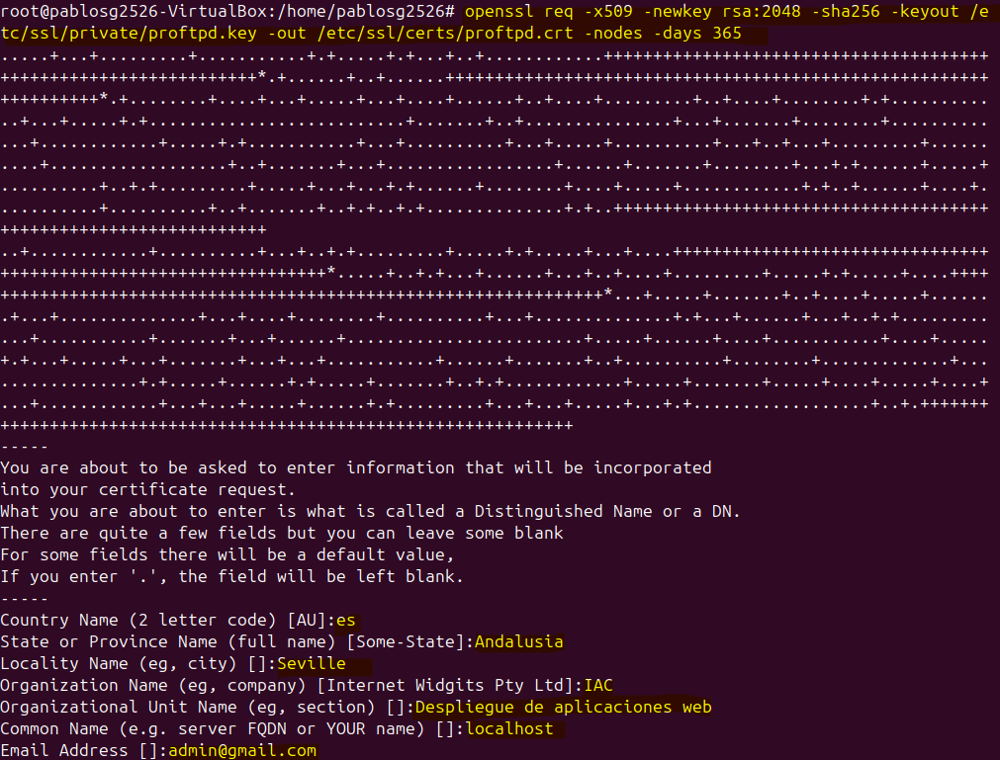 root@pablosg2526-VirtualBox:/home/pablosg2526# openssl req -x509 -newkey rsa:2048 -sha256 -keyout /e
tc/ssl/private/proftpd.key -out /etc/ssl/certs/proftpd.crt -nodes -days 365
-----
You are about to be asked to enter information that will be incorporated
into your certificate request.
What you are about to enter is what is called a Distinguished Name or a DN.
There are quite a few fields but you can leave some blank
For some fields there will be a default value,
If you enter '.', the field will be left blank.
-----
Country Name (2 letter code) [AU]:es
State or Province Name (full name) [Some-State]:Andalusia
Locality Name (eg, city) []:Seville
Organization Name (eg, company) [Internet Widgits Pty Ltd]:IAC
Organizational Unit Name (eg, section) []:Despliegue de aplicaciones web
Common Name (e.g. server FQDN or YOUR name) []:localhost
Email Address []:admin@gmail.com